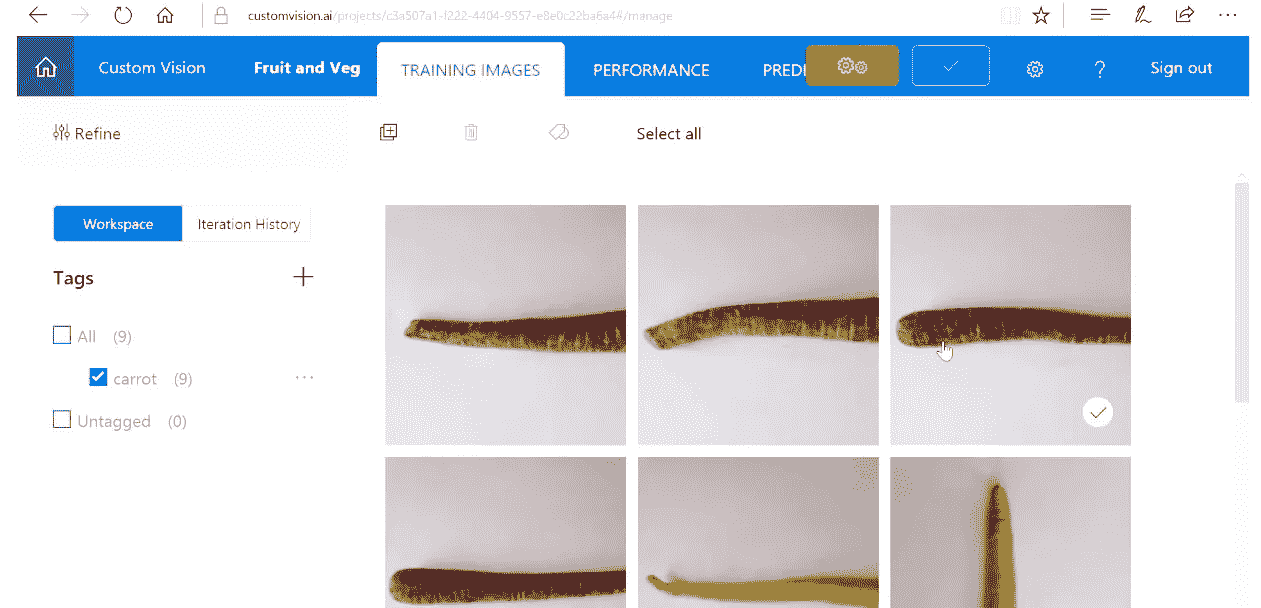 customvision.ai/projects/c3a507a1-f222-4404-9557-e8e0c22ba6a4#/manage
Custom Vision Fruit and Veg TRAINING IMAGES PERFORMANCE PREDI ? Sign out
Refine Select all
Workspace Iteration History
Tags +
All (9)
carrot (9) ...
Untagged (0)